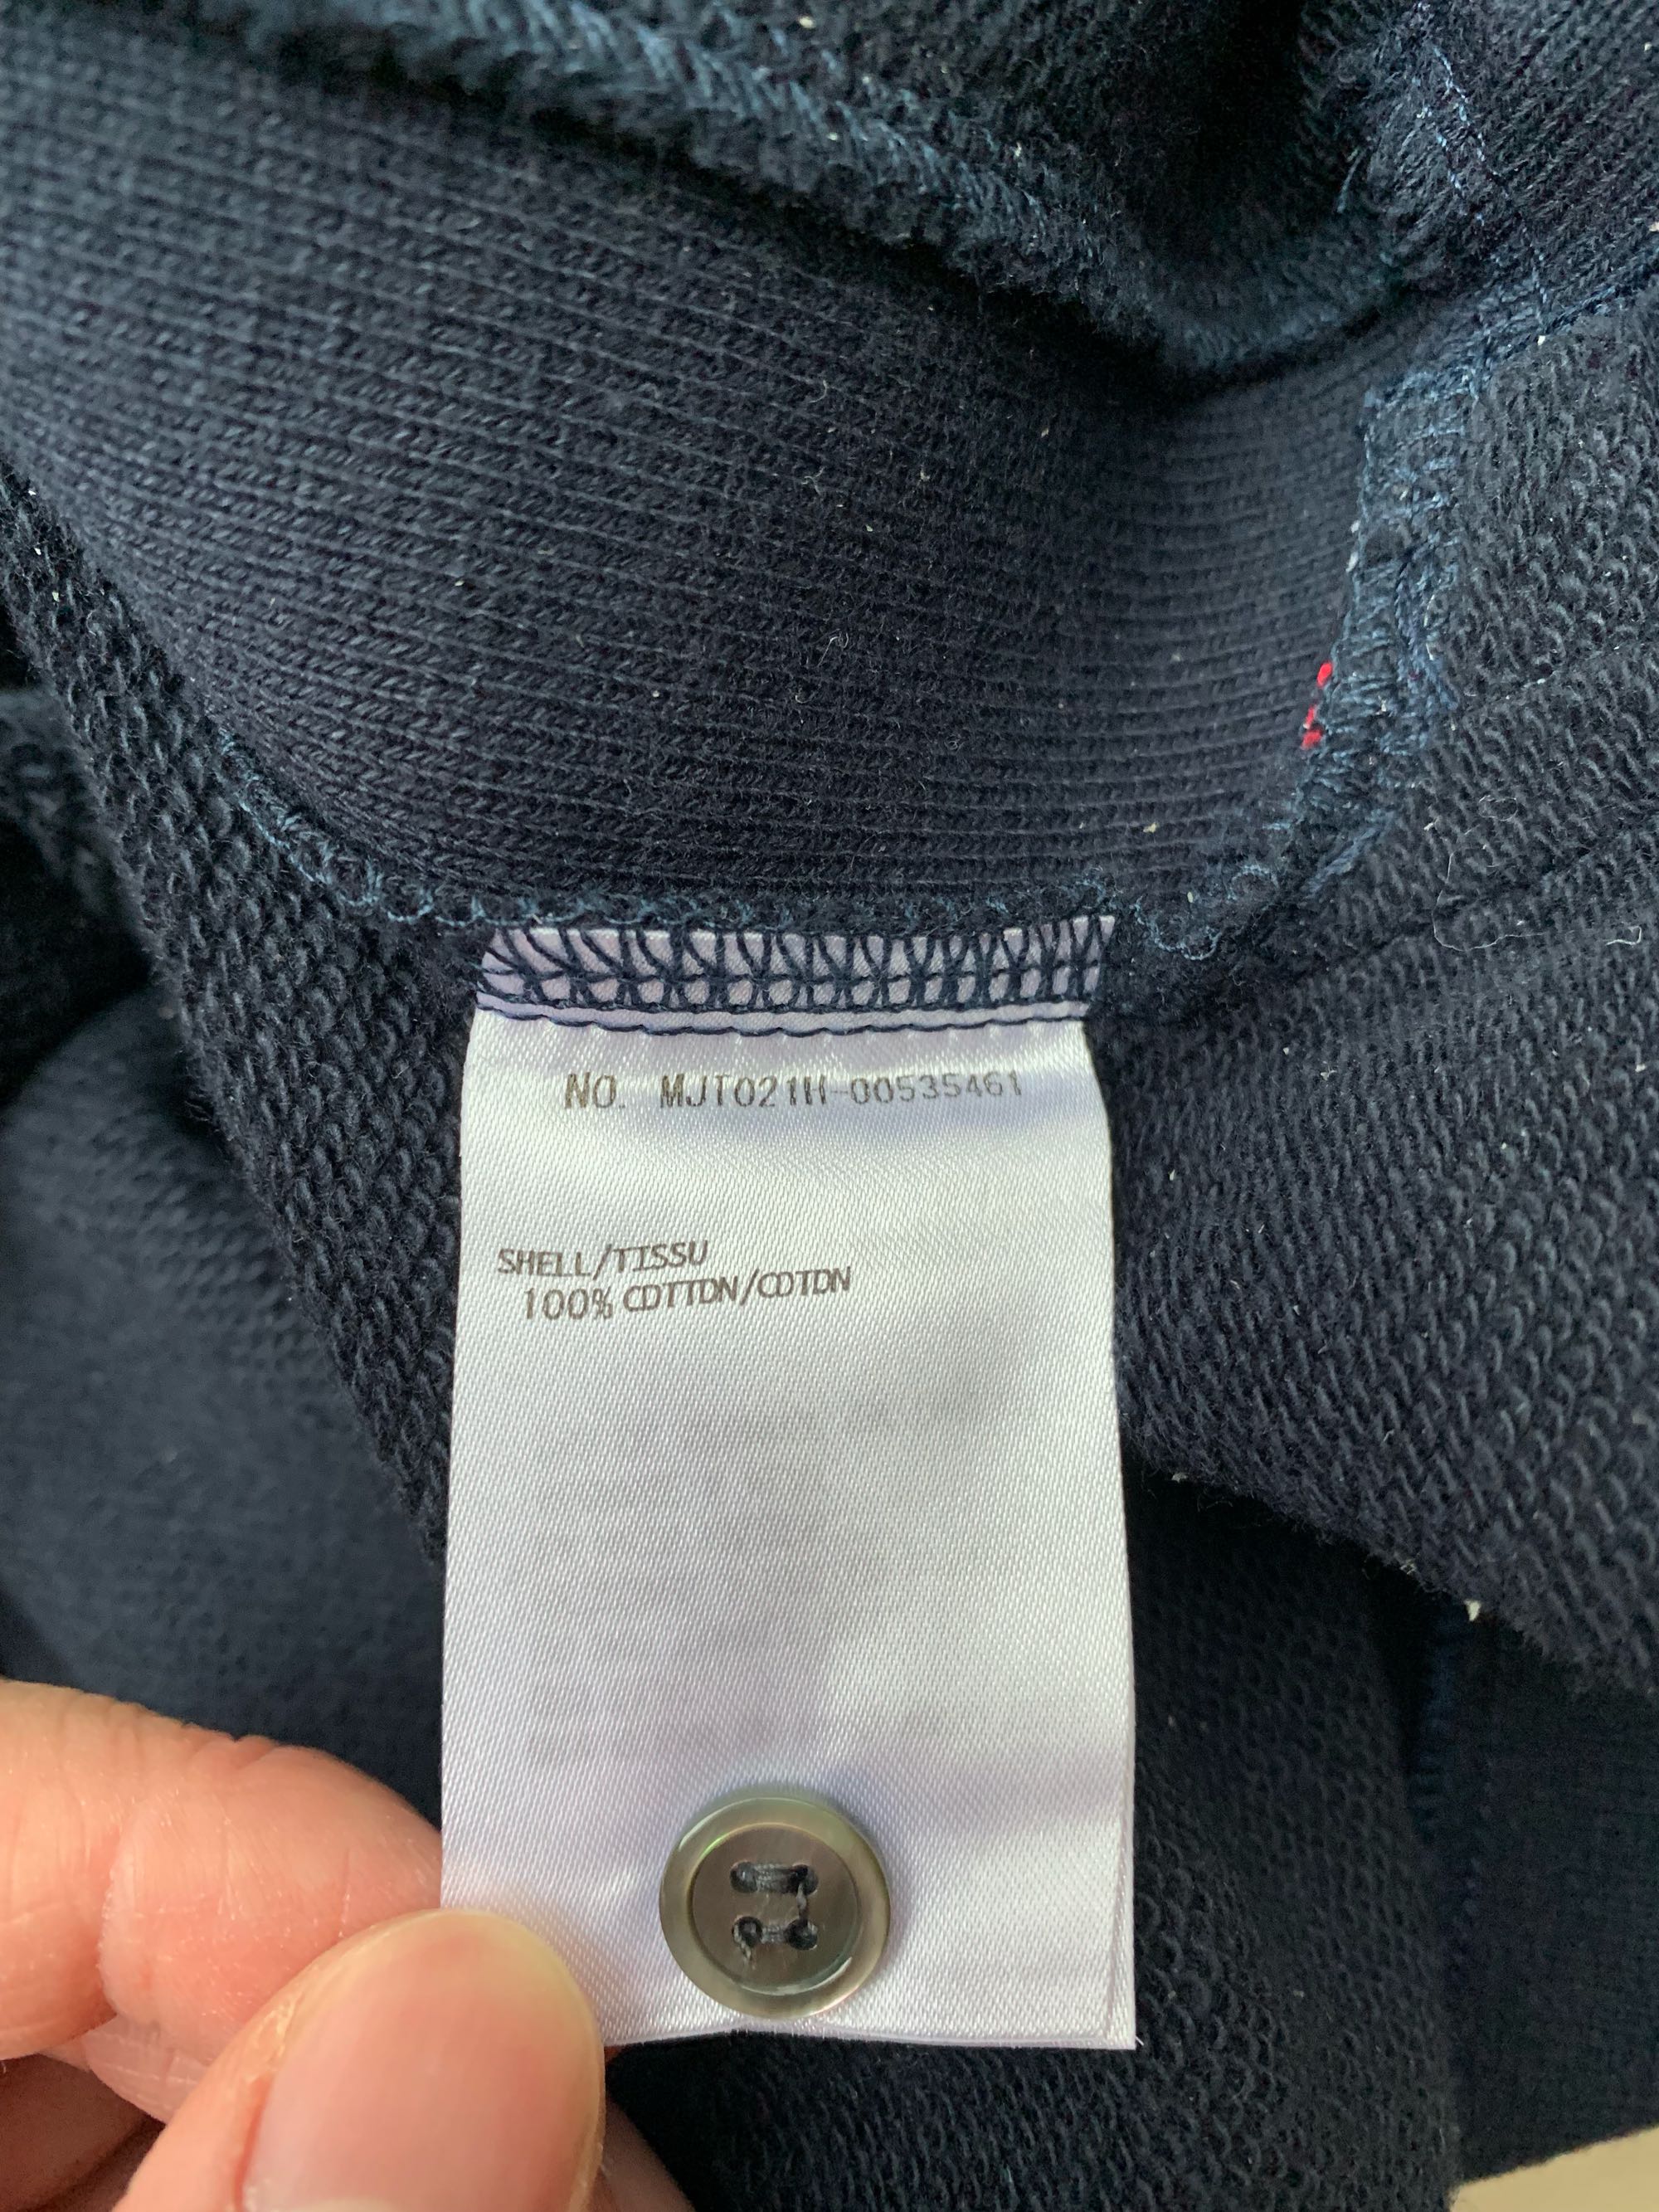 NO. MJT021H-00535461
SHELL/TISSU
100% COTTON/COTON